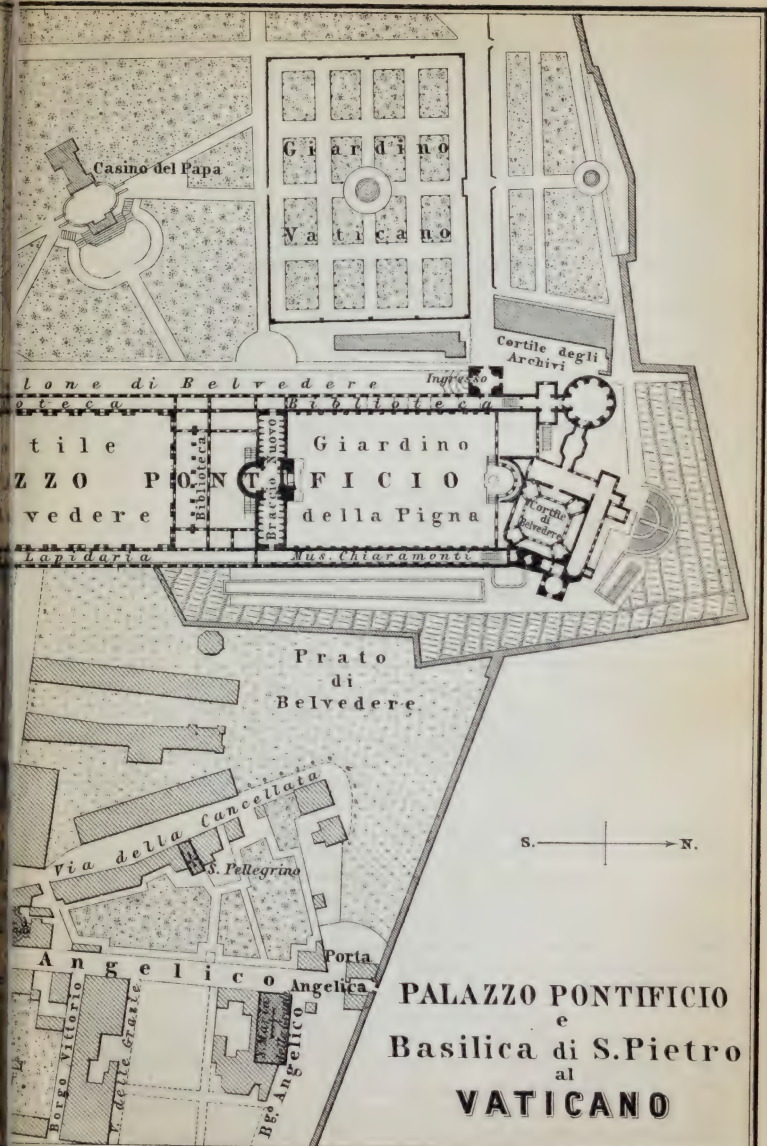 Casino del Papa
Giardino
Vaticano
Cortile degli
Archivi
lone di Belvedere
Ingresso
oteca
Biblioteca
tile
ZZO PONTIFICIO
vedere
Biblioteca
Braccio Nuovo
Giardino
della Pigna
Cortile
di
Belvedere
Lapidaria
Mus. Chiaramonti
Prato
di
Belvedere
Via della Cancellata
S. Pellegrino
S. N.
Angelico
Porta
Angelica
Borgo Vittorio
delle Grazie
S. Maria
Bgo. Angelico
PALAZZO PONTIFICIO
e
Basilica di S. Pietro
al
VATICANO